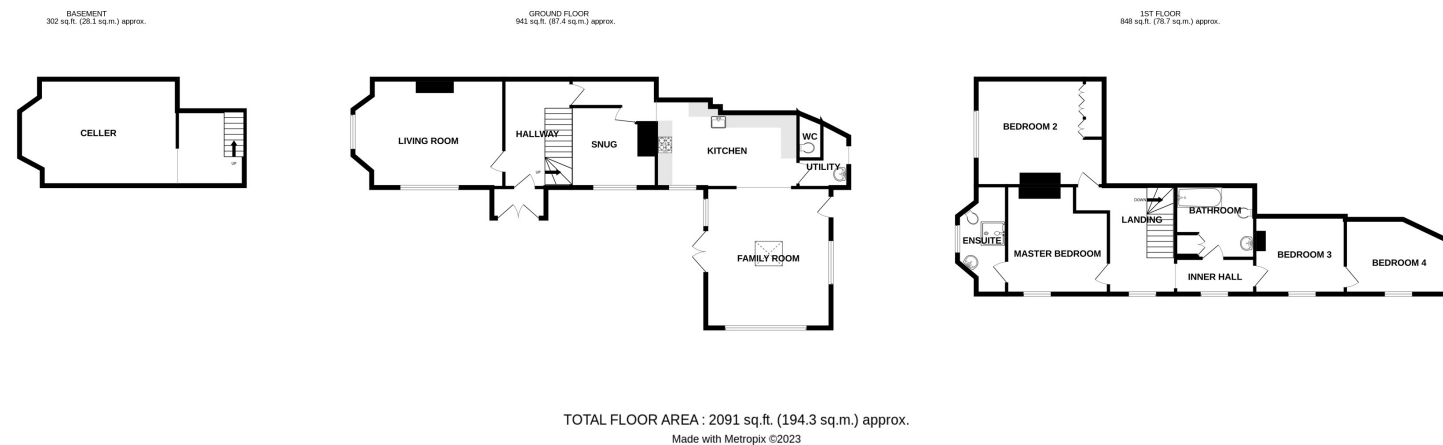 BASEMENT
302 sq.ft. (28.1 sq.m.) approx.
GROUND FLOOR
941 sq.ft. (87.4 sq.m.) approx.
1ST FLOOR
848 sq.ft. (78.7 sq.m.) approx.
CELLER
UP
LIVING ROOM
HALLWAY
UP
SNUG
KITCHEN
WC
UTILITY
FAMILY ROOM
BEDROOM 2
ENSUITE
MASTER BEDROOM
DOWN
LANDING
BATHROOM
INNER HALL
BEDROOM 3
BEDROOM 4
TOTAL FLOOR AREA : 2091 sq.ft. (194.3 sq.m.) approx.
Made with Metropix ©2023